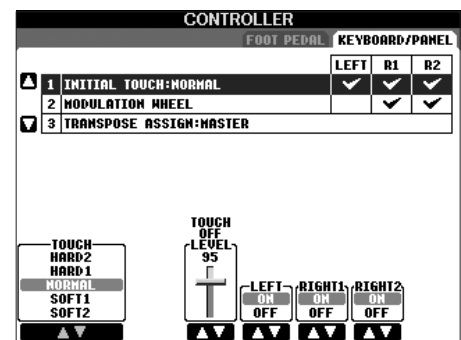 CONTROLLER
FOOT PEDAL KEYBOARD/PANEL
LEFT R1 R2
1 INITIAL TOUCH:NORMAL
2 MODULATION WHEEL
3 TRANSPOSE ASSIGN:MASTER
TOUCH
HARD2
HARD1
NORMAL
SOFT1
SOFT2
TOUCH
OFF
LEVEL
95
LEFT
ON
OFF
RIGHT1
ON
OFF
RIGHT2
ON
OFF